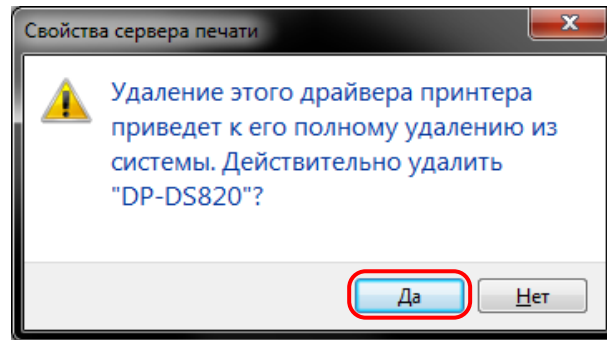 Свойства сервера печати
Удаление этого драйвера принтера
приведет к его полному удалению из
системы. Действительно удалить
"DP-DS820"?
Да
Нет